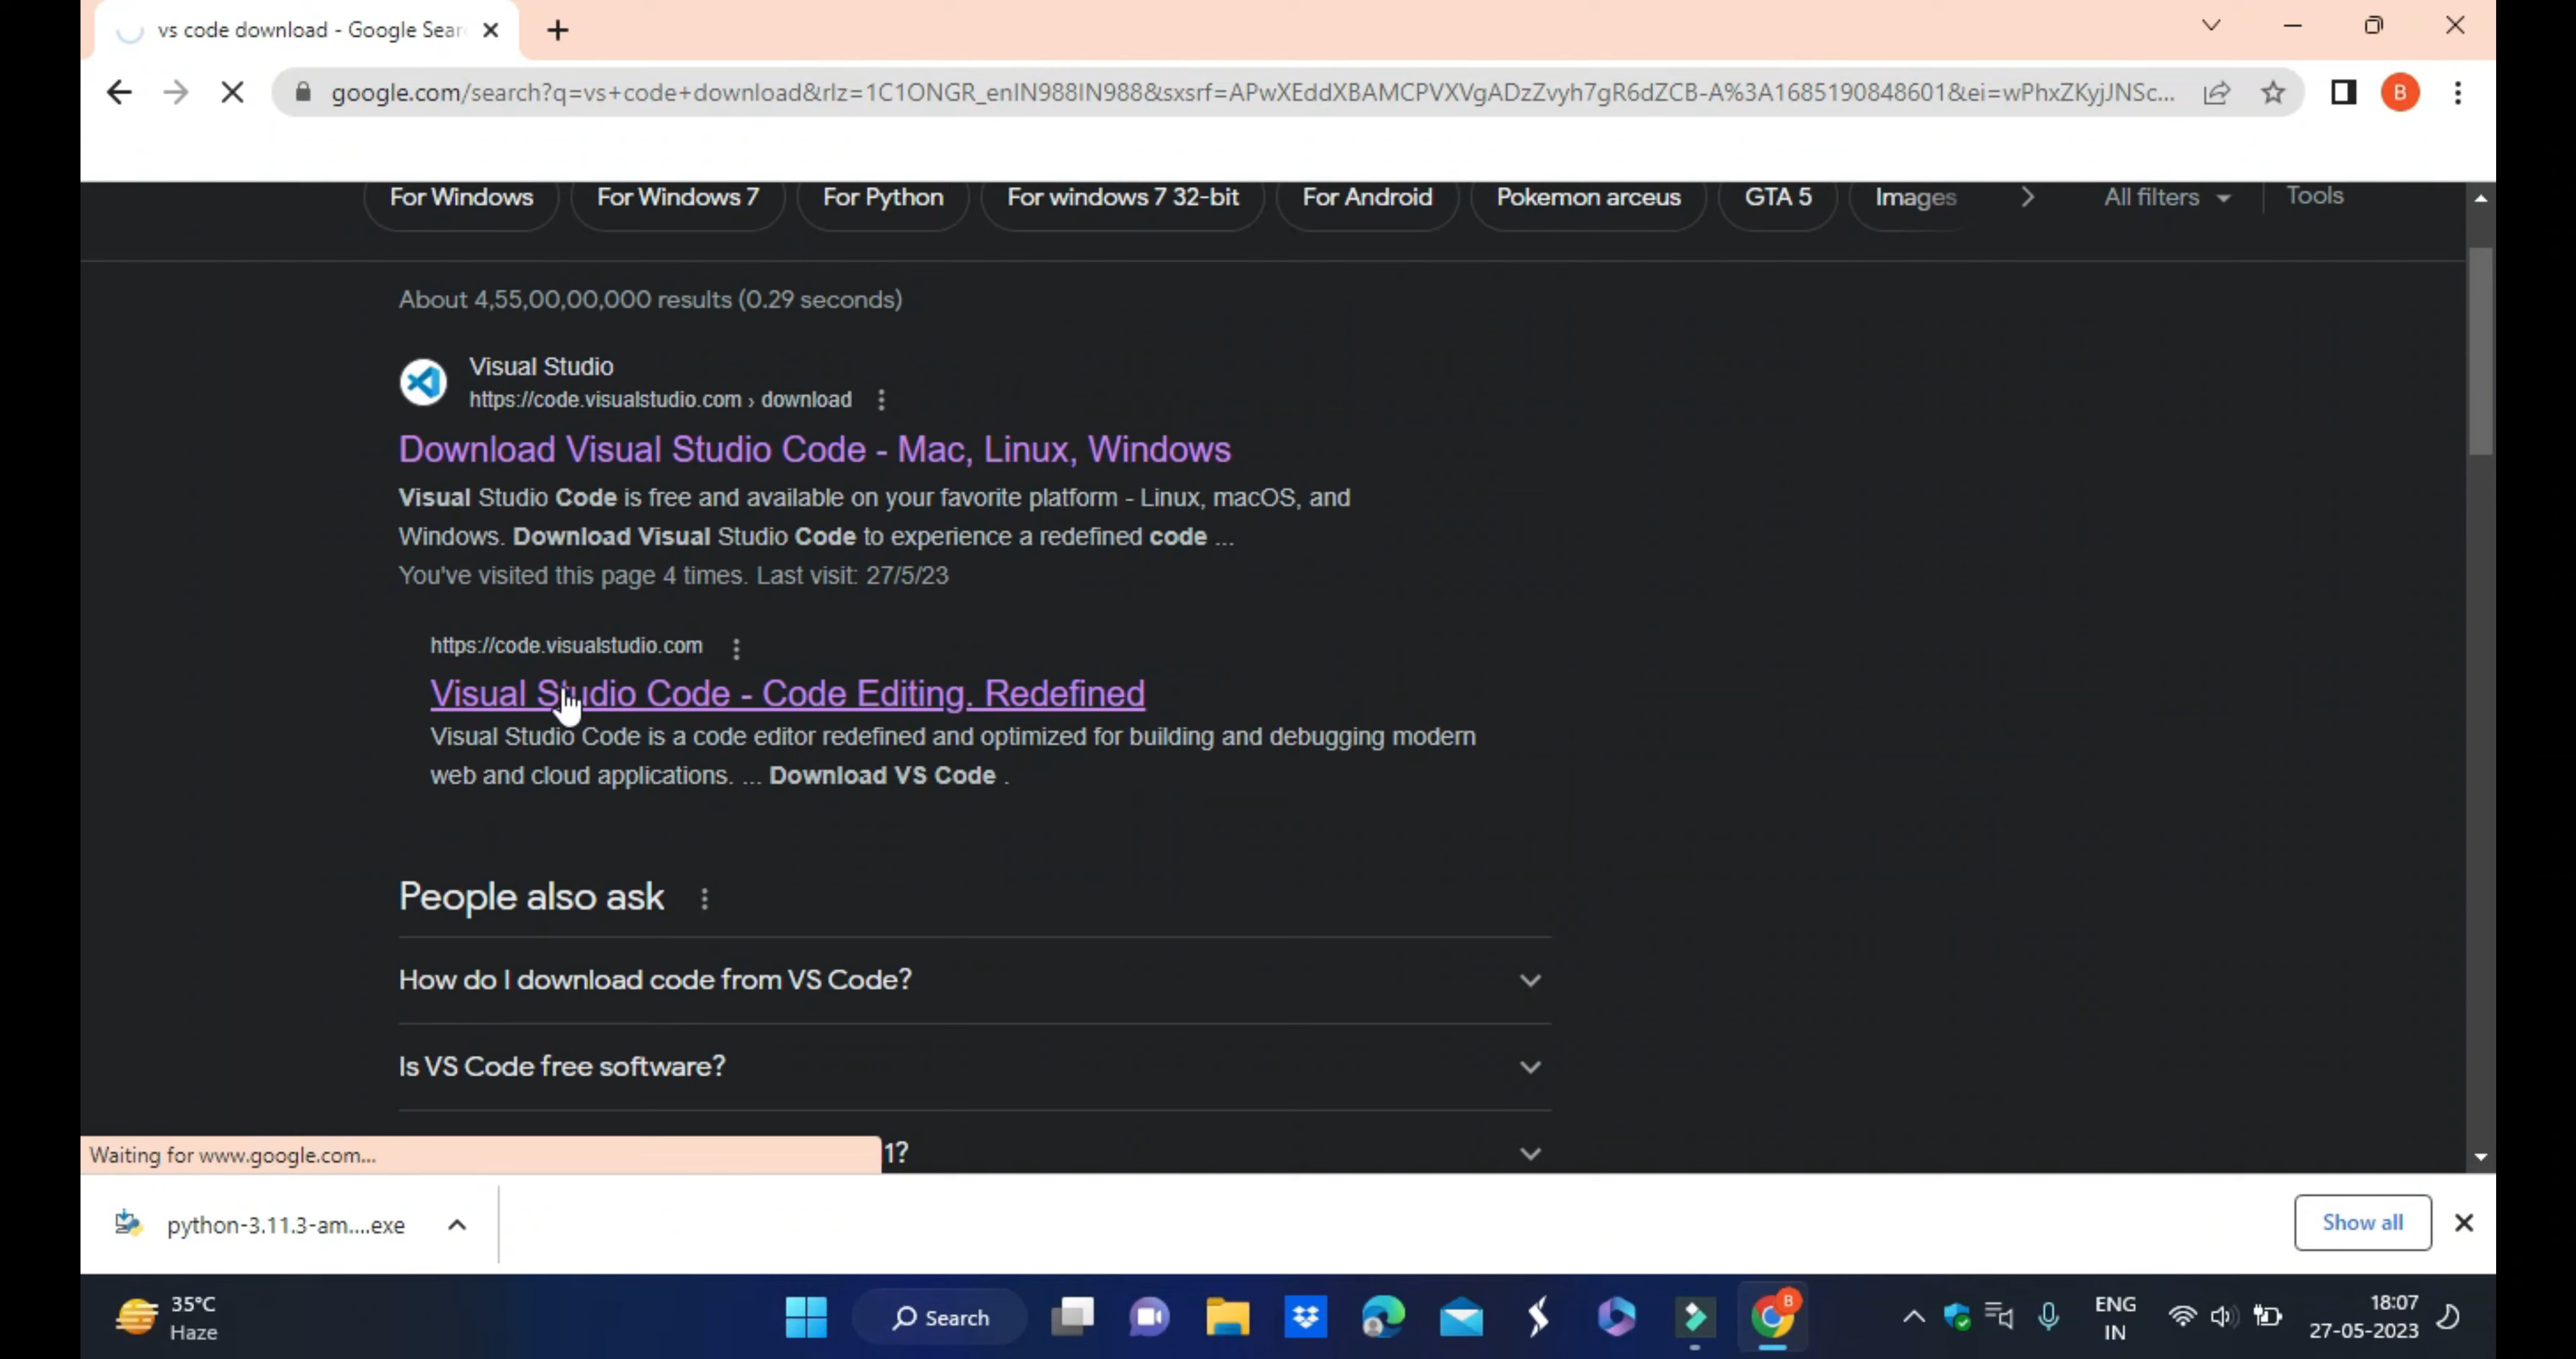 vs code download - Google Sear
google.com/search?q=vs+code+download&rlz=1C1ONGR_enIN988IN988&sxsrf=APwXEddXBAMCPVXVgADzZvyh7gR6dZCB-A%3A1685190848601&ei=wPhxZKyjJNSc...
B
For Windows
For Windows 7
For Python
For windows 7 32-bit
For Android
Pokemon arceus
GTA 5
Images
All filters
Tools
About 4,55,00,00,000 results (0.29 seconds)
Visual Studio
https://code.visualstudio.com › download
Download Visual Studio Code - Mac, Linux, Windows
Visual Studio Code is free and available on your favorite platform - Linux, macOS, and
Windows. Download Visual Studio Code to experience a redefined code ...
You've visited this page 4 times. Last visit: 27/5/23
https://code.visualstudio.com
Visual Studio Code - Code Editing. Redefined
Visual Studio Code is a code editor redefined and optimized for building and debugging modern
web and cloud applications. ... Download VS Code .
People also ask
How do I download code from VS Code?
Is VS Code free software?
1?
Waiting for www.google.com...
python-3.11.3-am....exe
Show all
35°C
Haze
Search
B
ENG
IN
18:07
27-05-2023